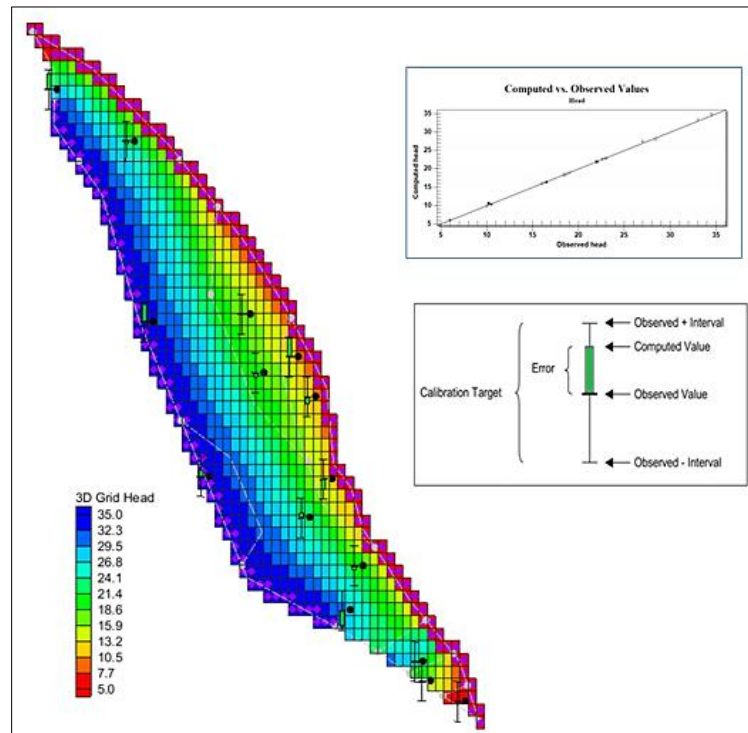 Computed vs. Observed Values
Head
Computed head
35
30
25
20
15
10
5
5
10
15
20
25
30
35
Observed head
Observed + Interval
Computed Value
Error
Calibration Target
Observed Value
Observed - Interval
3D Grid Head
35.0
32.3
29.5
26.8
24.1
21.4
18.6
15.9
13.2
10.5
7.7
5.0